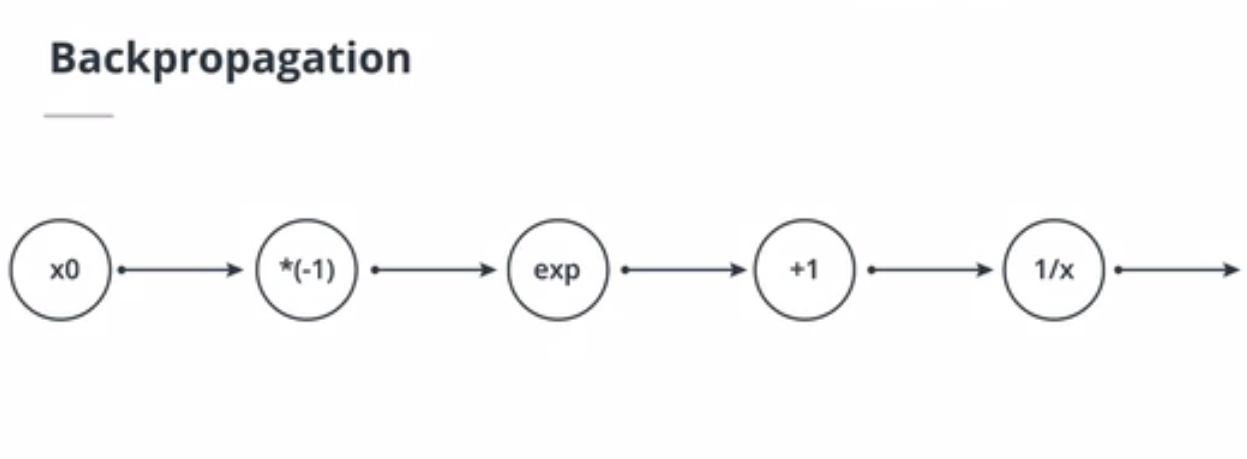 Backpropagation
x0
*(-1)
exp
+1
1/x